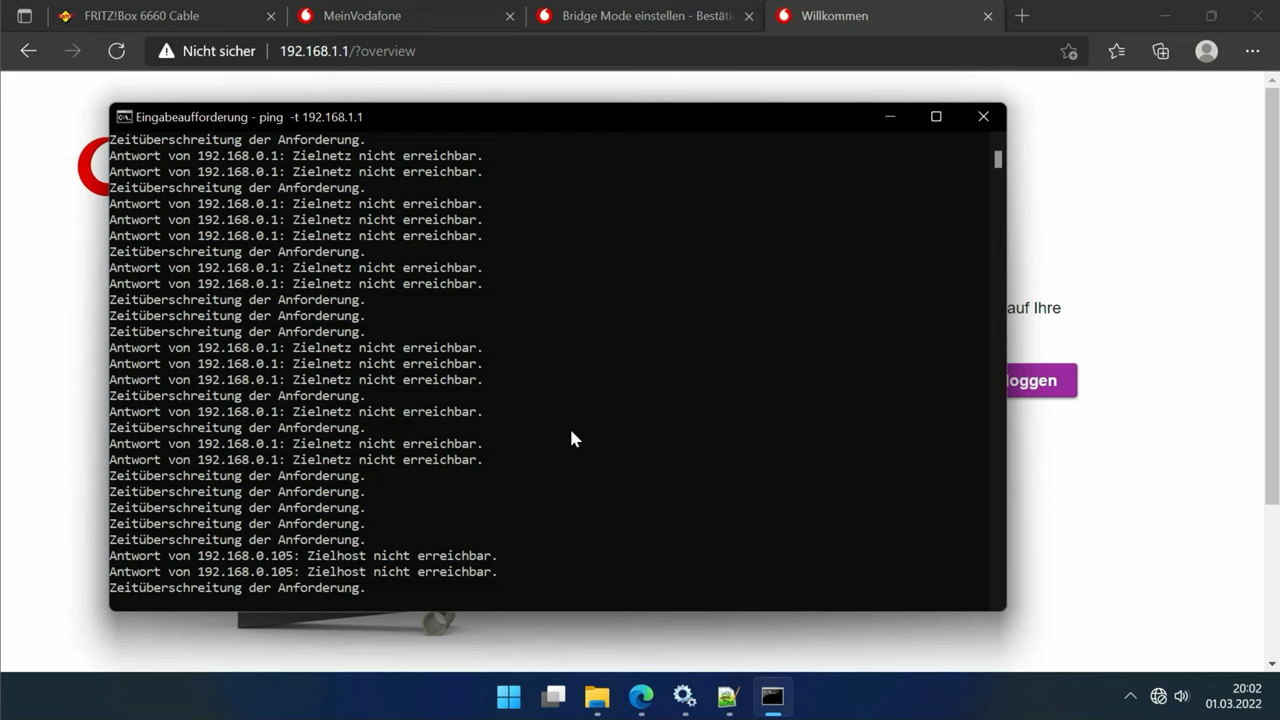 FRITZ!Box 6660 Cable
MeinVodafone
Bridge Mode einstellen - Bestäti
Willkommen
Nicht sicher
192.168.1.1/?overview
Eingabeaufforderung - ping -t 192.168.1.1
Zeitüberschreitung der Anforderung.
Antwort von 192.168.0.1: Zielnetz nicht erreichbar.
Antwort von 192.168.0.1: Zielnetz nicht erreichbar.
Zeitüberschreitung der Anforderung.
Antwort von 192.168.0.1: Zielnetz nicht erreichbar.
Antwort von 192.168.0.1: Zielnetz nicht erreichbar.
Antwort von 192.168.0.1: Zielnetz nicht erreichbar.
Zeitüberschreitung der Anforderung.
Antwort von 192.168.0.1: Zielnetz nicht erreichbar.
Antwort von 192.168.0.1: Zielnetz nicht erreichbar.
Zeitüberschreitung der Anforderung.
Zeitüberschreitung der Anforderung.
Zeitüberschreitung der Anforderung.
Antwort von 192.168.0.1: Zielnetz nicht erreichbar.
Antwort von 192.168.0.1: Zielnetz nicht erreichbar.
Antwort von 192.168.0.1: Zielnetz nicht erreichbar.
Zeitüberschreitung der Anforderung.
Antwort von 192.168.0.1: Zielnetz nicht erreichbar.
Zeitüberschreitung der Anforderung.
Antwort von 192.168.0.1: Zielnetz nicht erreichbar.
Antwort von 192.168.0.1: Zielnetz nicht erreichbar.
Zeitüberschreitung der Anforderung.
Zeitüberschreitung der Anforderung.
Zeitüberschreitung der Anforderung.
Zeitüberschreitung der Anforderung.
Zeitüberschreitung der Anforderung.
Antwort von 192.168.0.105: Zielhost nicht erreichbar.
Antwort von 192.168.0.105: Zielhost nicht erreichbar.
Zeitüberschreitung der Anforderung.
auf Ihre
loggen
20:02
01.03.2022